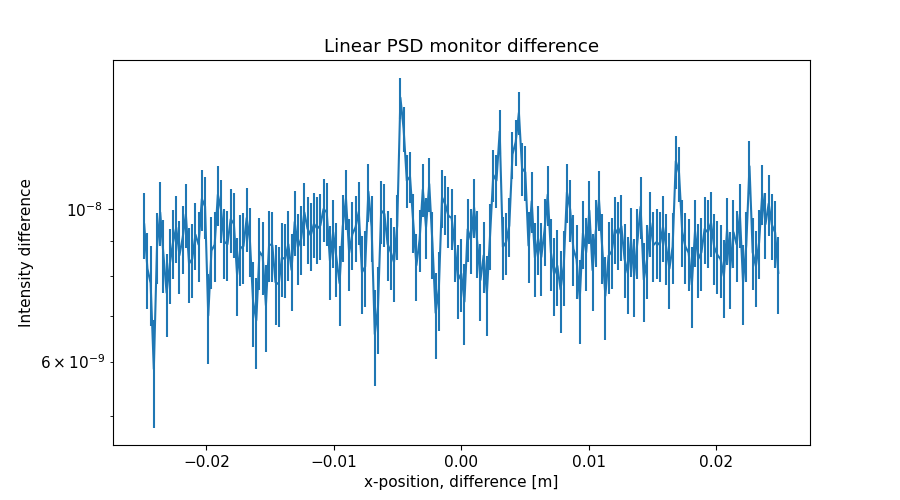 Linear PSD monitor difference
Intensity difference
10⁻⁸
6 × 10⁻⁹
−0.02 −0.01 0.00 0.01 0.02
x-position, difference [m]